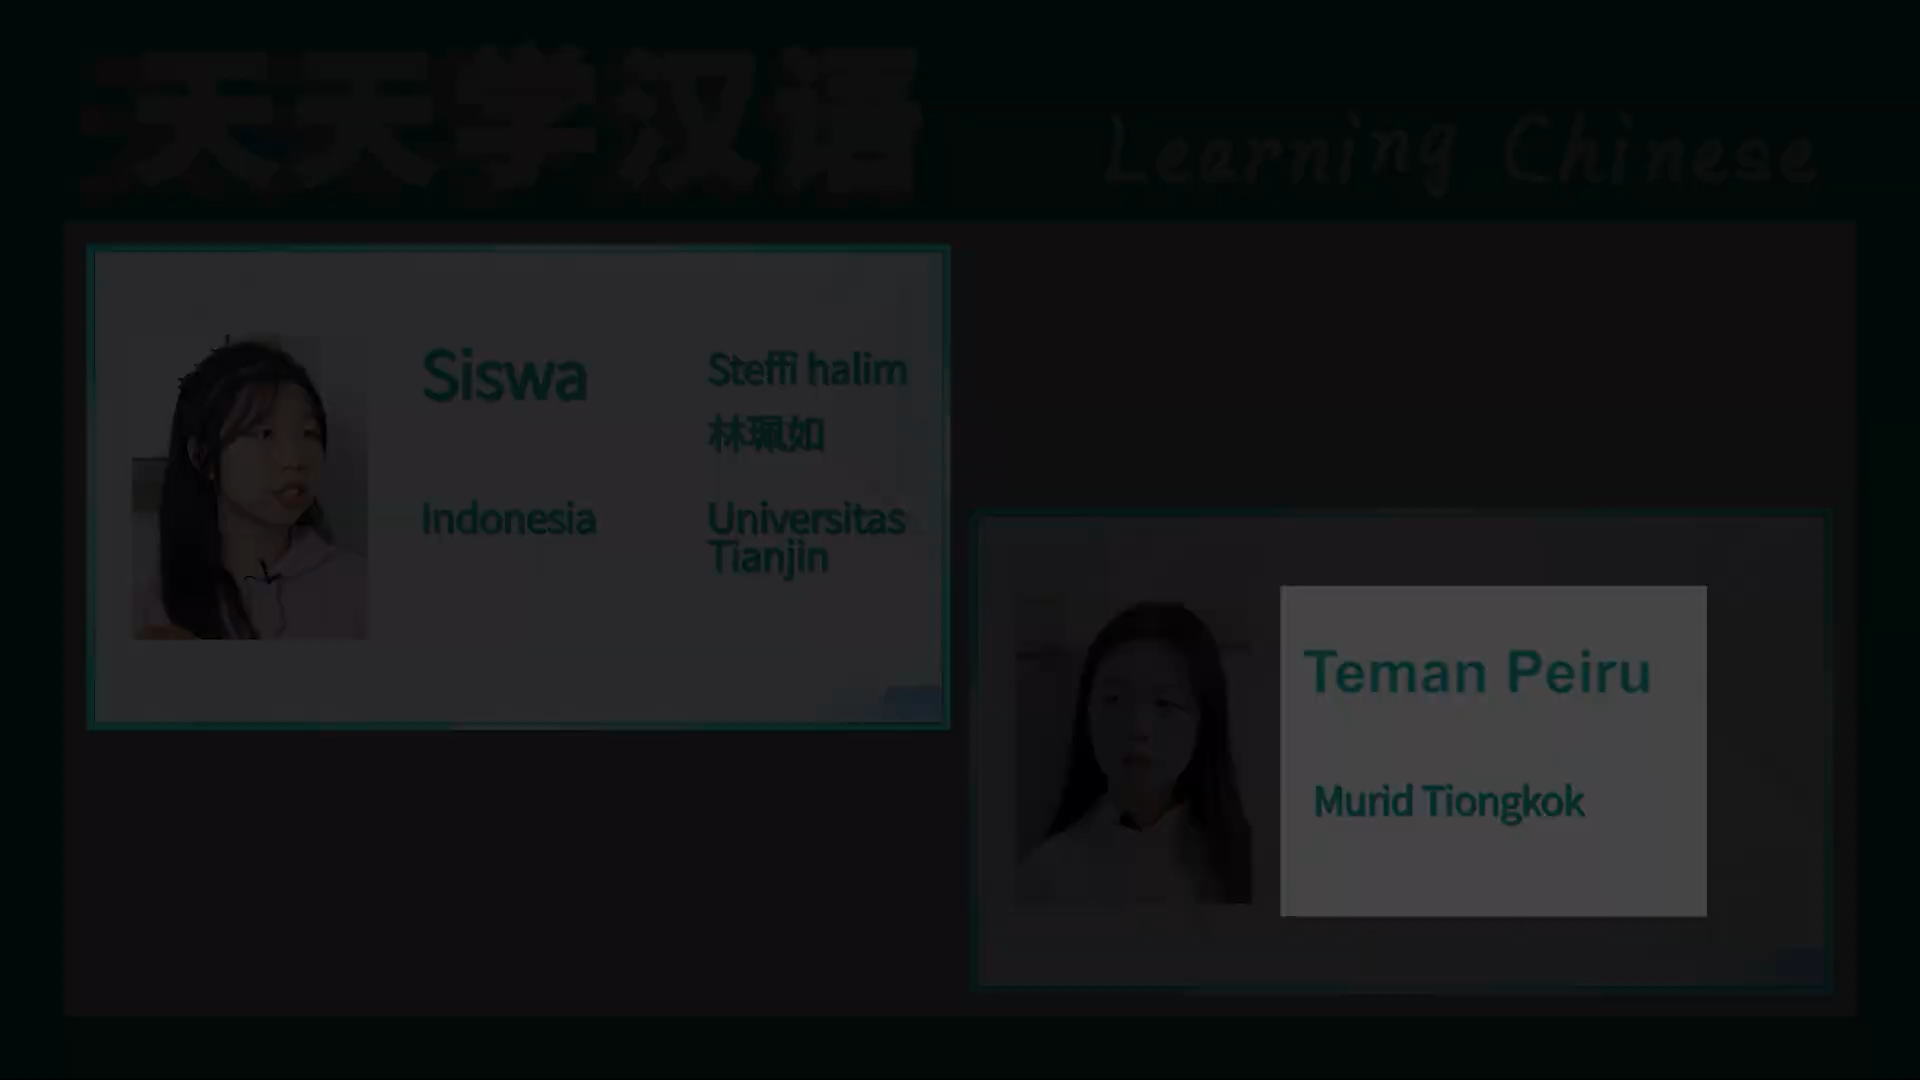 天天学汉语
Learning Chinese
Siswa
Steffi halim
林珮如
Indonesia
Universitas
Tianjin
Teman Peiru
Murid Tiongkok